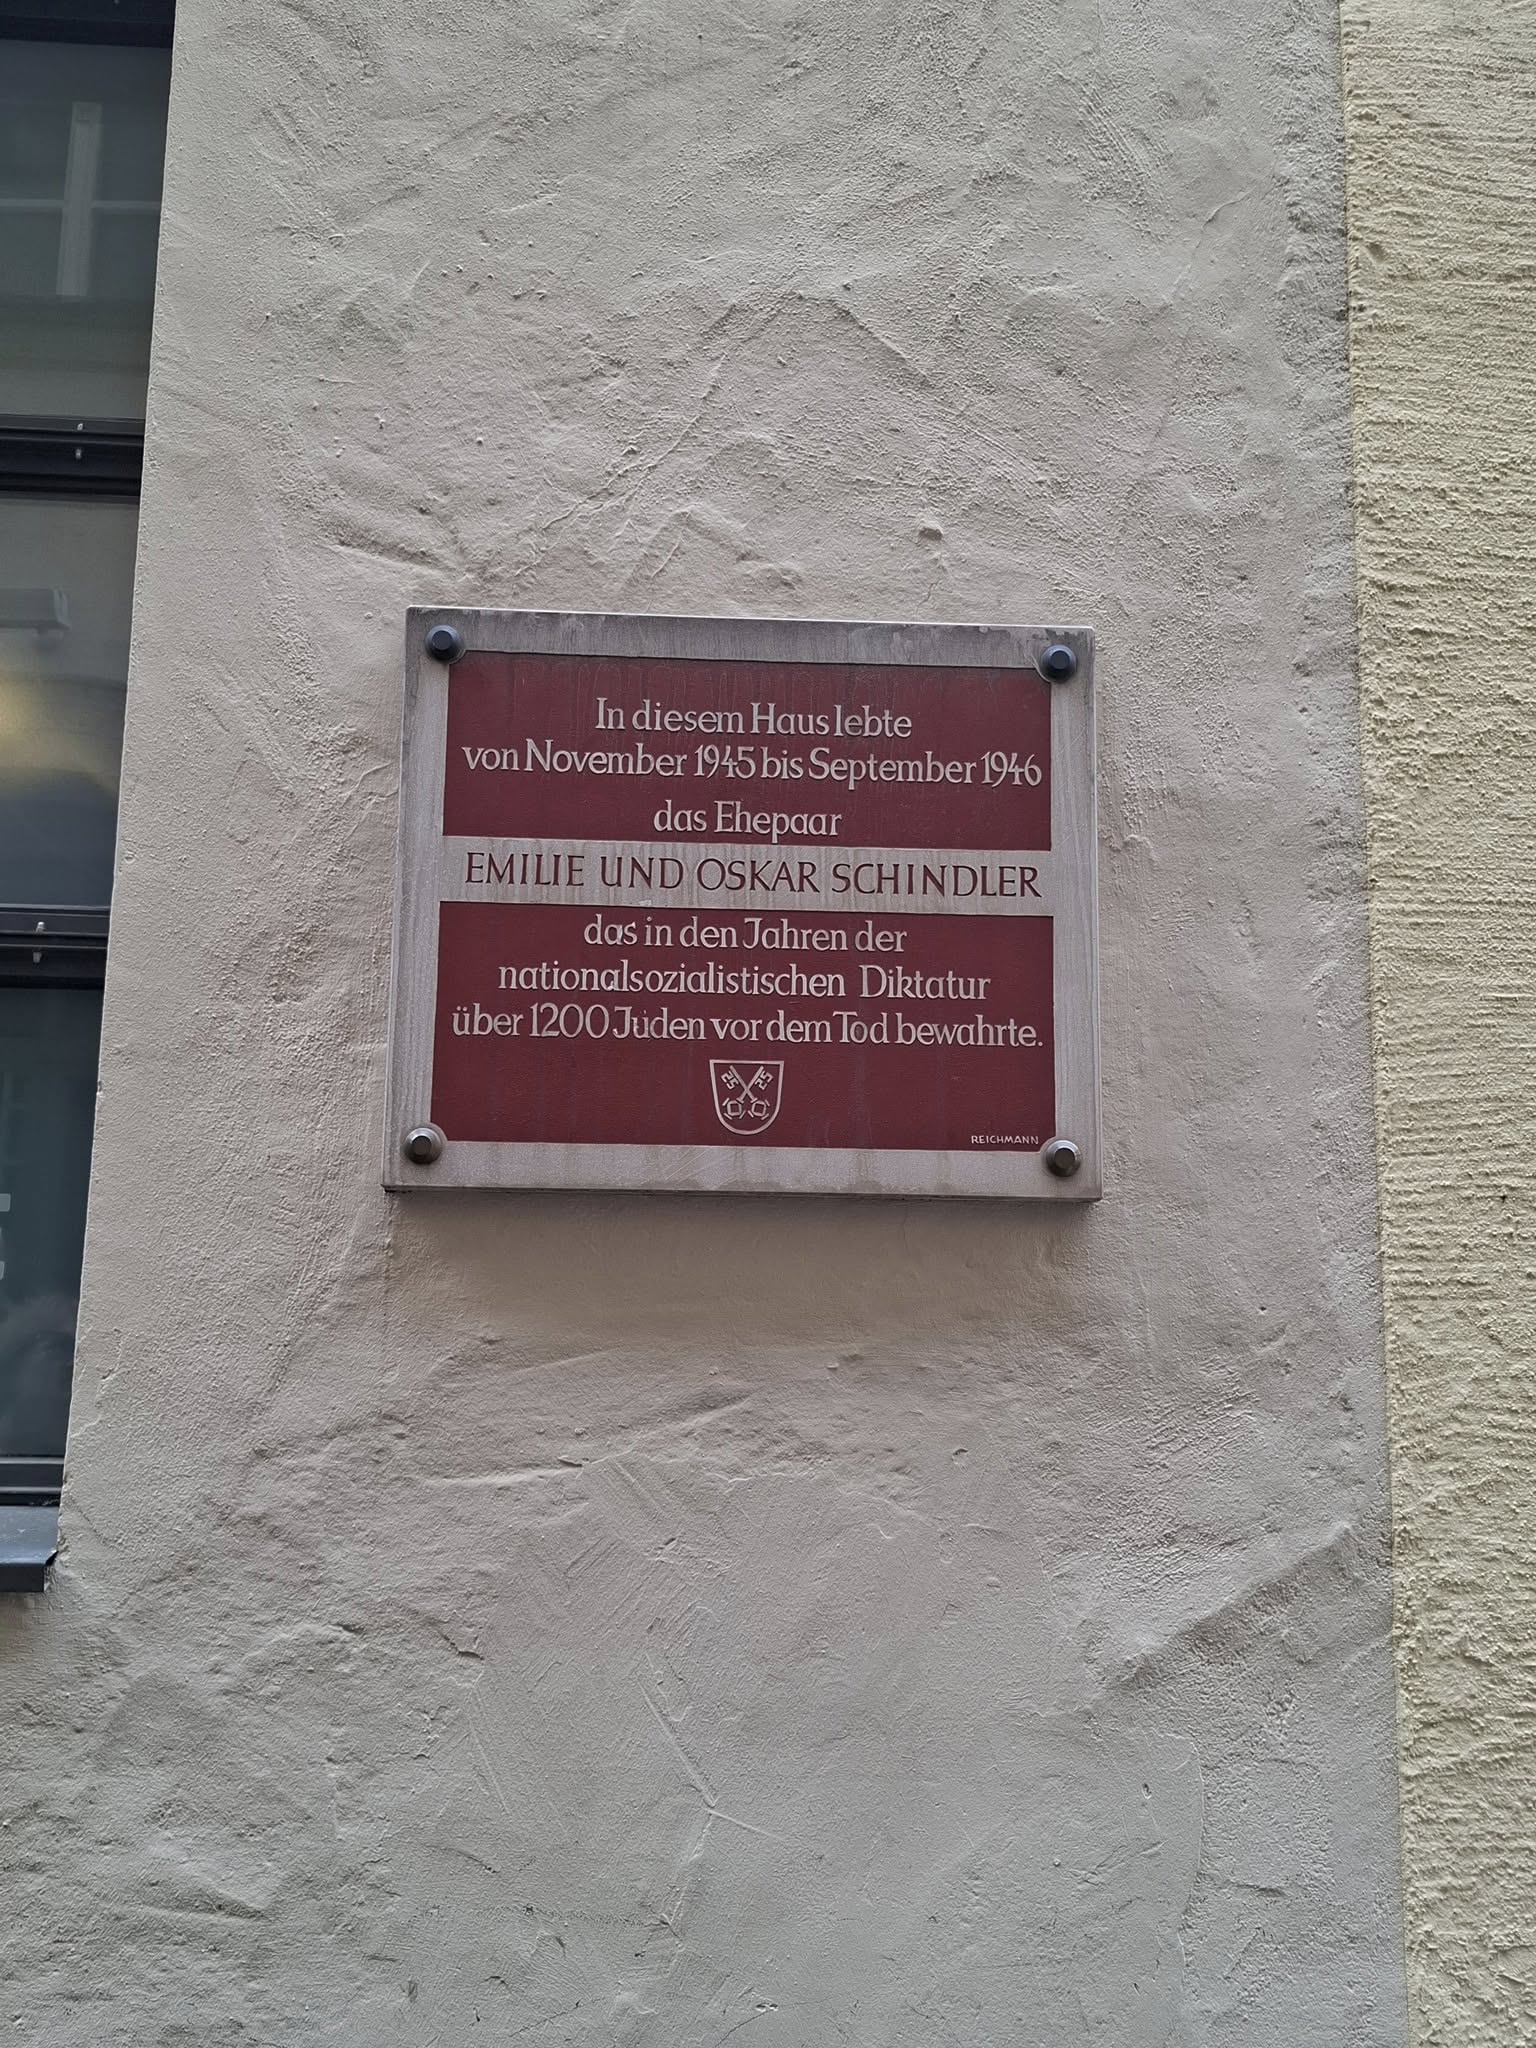 In diesem Haus lebte
von November 1945 bis September 1946
das Ehepaar
EMILIE UND OSKAR SCHINDLER
das in den Jahren der
nationalsozialistischen Diktatur
über 1200 Juden vor dem Tod bewahrte.
REICHMANN